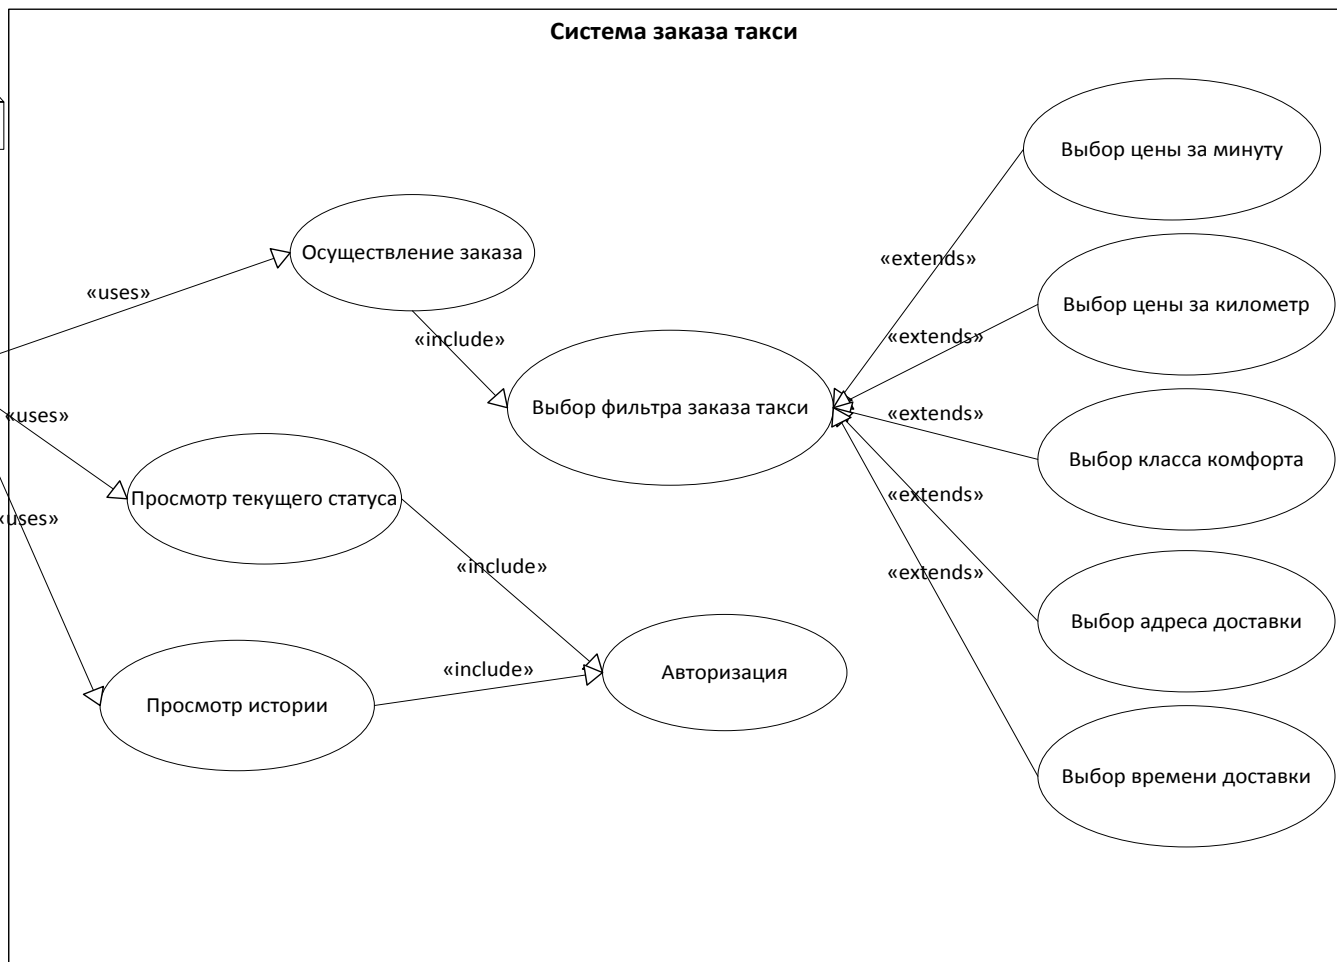 Система заказа такси
Выбор цены за минуту
Осуществление заказа
«extends»
«uses»
Выбор цены за километр
«include»
«extends»
Выбор фильтра заказа такси
«extends»
«uses»
Выбор класса комфорта
Просмотр текущего статуса
«extends»
«uses»
«include»
«extends»
Выбор адреса доставки
«include»
Авторизация
Просмотр истории
Выбор времени доставки